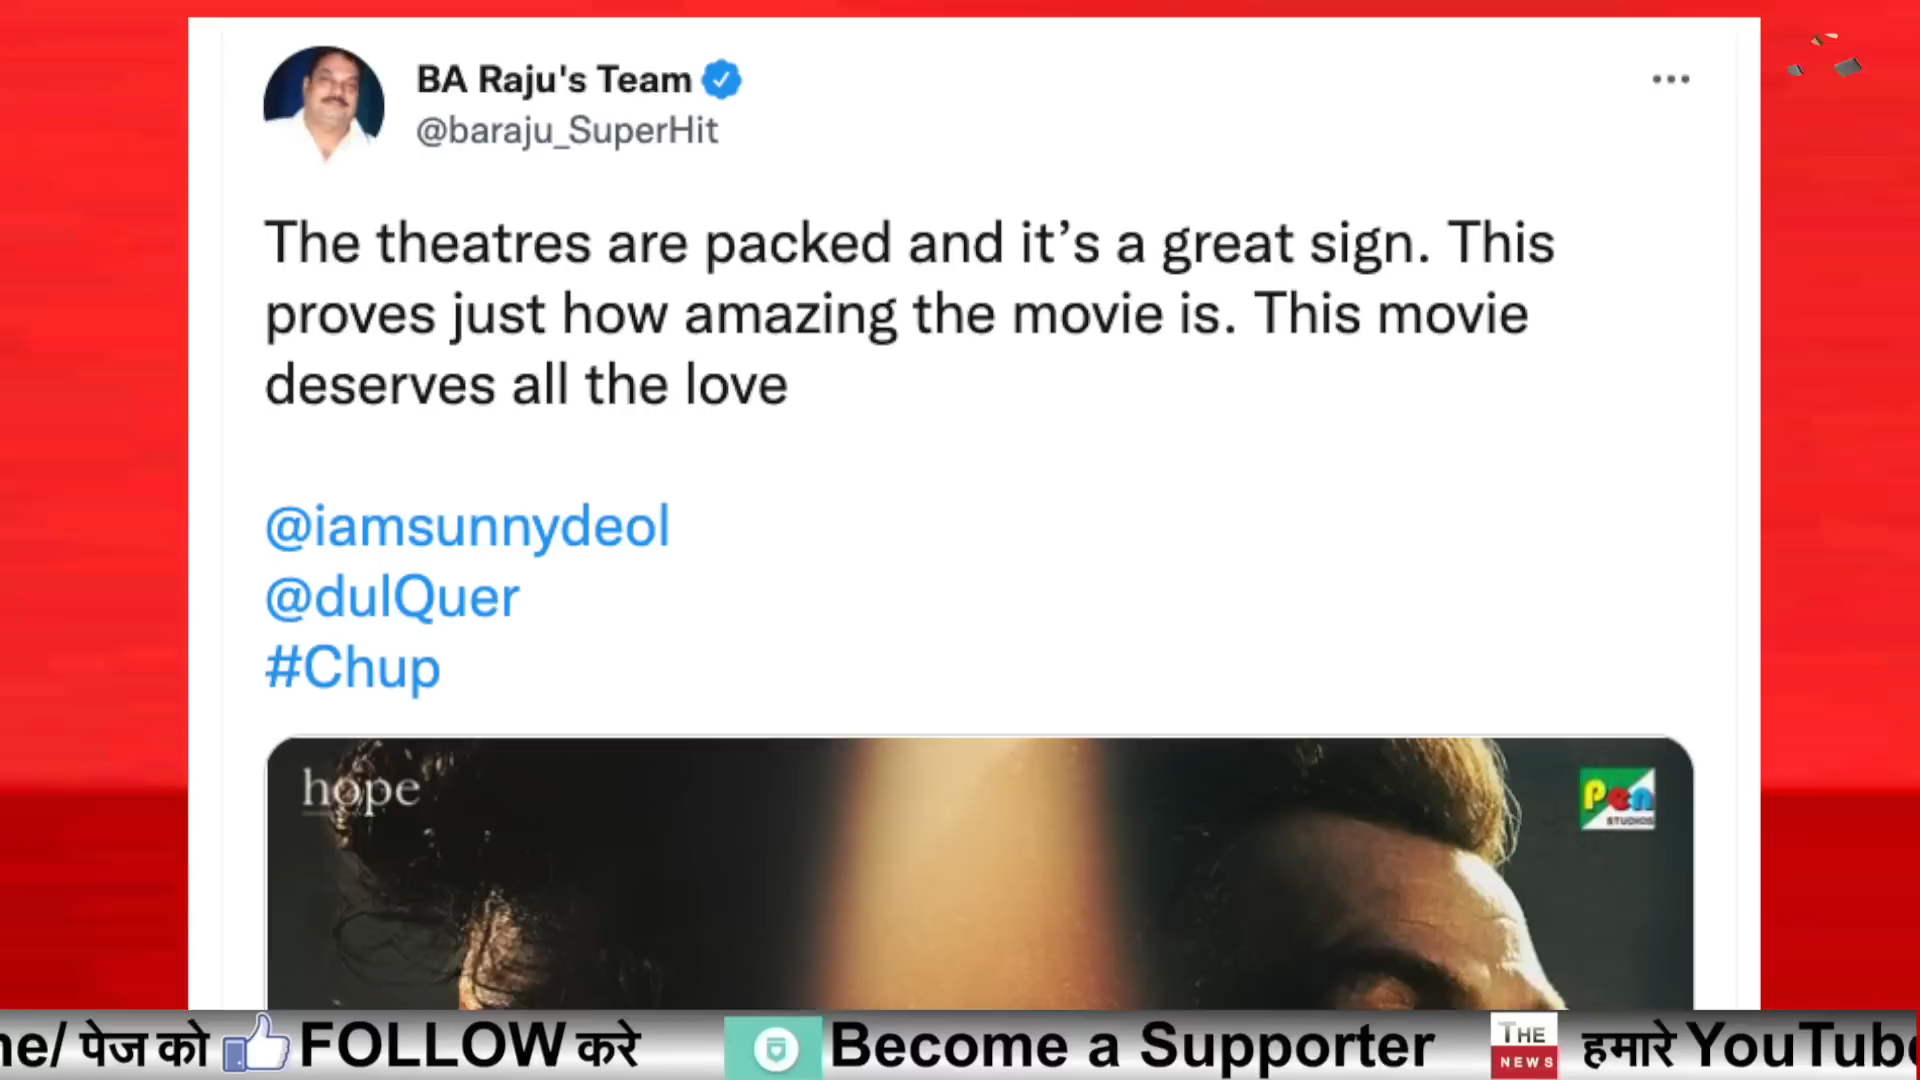 BA Raju's Team
@baraju_SuperHit
The theatres are packed and it’s a great sign. This
proves just how amazing the movie is. This movie
deserves all the love
@iamsunnydeol
@dulQuer
#Chup
hope
Pen
STUDIOS
पेज को FOLLOW करे Become a Supporter THE NEWS हमारे YouTube